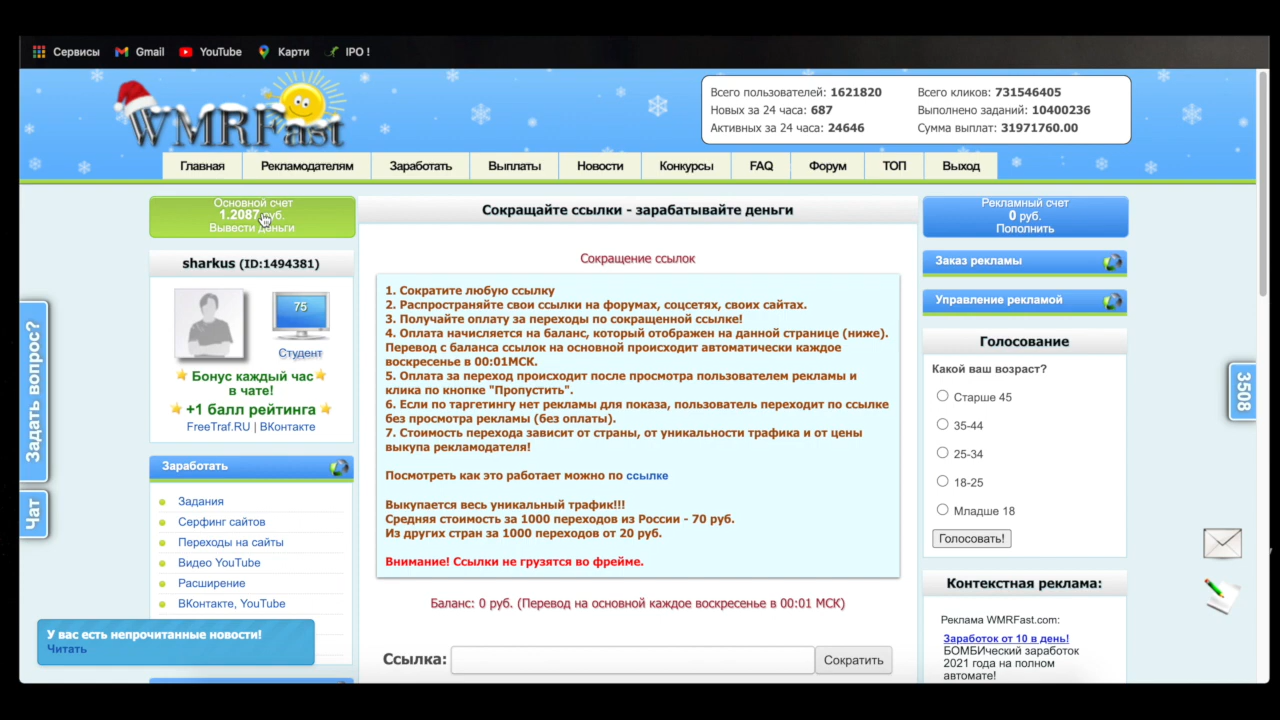 Сервисы Gmail YouTube Карти IPO !
WMRFast
Всего пользователей: 1621820
Новых за 24 часа: 687
Активных за 24 часа: 24646
Всего кликов: 731546405
Выполнено заданий: 10400236
Сумма выплат: 31971760.00
Главная Рекламодателям Заработать Выплаты Новости Конкурсы FAQ Форум ТОП Выход
Основной счет
1.2087 руб.
Вывести деньги
sharkus (ID:1494381)
75
Студент
Бонус каждый час
в чате!
+1 балл рейтинга
FreeTraf.RU | ВКонтакте
Заработать
Задания
Серфинг сайтов
Переходы на сайты
Видео YouTube
Расширение
ВКонтакте, YouTube
У вас есть непрочитанные новости!
Читать
Задать вопрос?
Чат
Сокращайте ссылки - зарабатывайте деньги
Сокращение ссылок
1. Сократите любую ссылку
2. Распространяйте свои ссылки на форумах, соцсетях, своих сайтах.
3. Получайте оплату за переходы по сокращенной ссылке!
4. Оплата начисляется на баланс, который отображен на данной странице (ниже).
Перевод с баланса ссылок на основной происходит автоматически каждое
воскресенье в 00:01МСК.
5. Оплата за переход происходит после просмотра пользователем рекламы и
клика по кнопке "Пропустить".
6. Если по таргетингу нет рекламы для показа, пользователь переходит по ссылке
без просмотра рекламы (без оплаты).
7. Стоимость перехода зависит от страны, от уникальности трафика и от цены
выкупа рекламодателя!
Посмотреть как это работает можно по ссылке
Выкупается весь уникальный трафик!!!
Средняя стоимость за 1000 переходов из России - 70 руб.
Из других стран за 1000 переходов от 20 руб.
Внимание! Ссылки не грузятся во фрейме.
Баланс: 0 руб. (Перевод на основной каждое воскресенье в 00:01 МСК)
Ссылка: Сократить
Рекламный счет
0 руб.
Пополнить
Заказ рекламы
Управление рекламой
Голосование
Какой ваш возраст?
Старше 45
35-44
25-34
18-25
Младше 18
Голосовать!
Контекстная реклама:
Реклама WMRFast.com:
Заработок от 10 в день!
БОМБИческий заработок
2021 года на полном
автомате!
3508